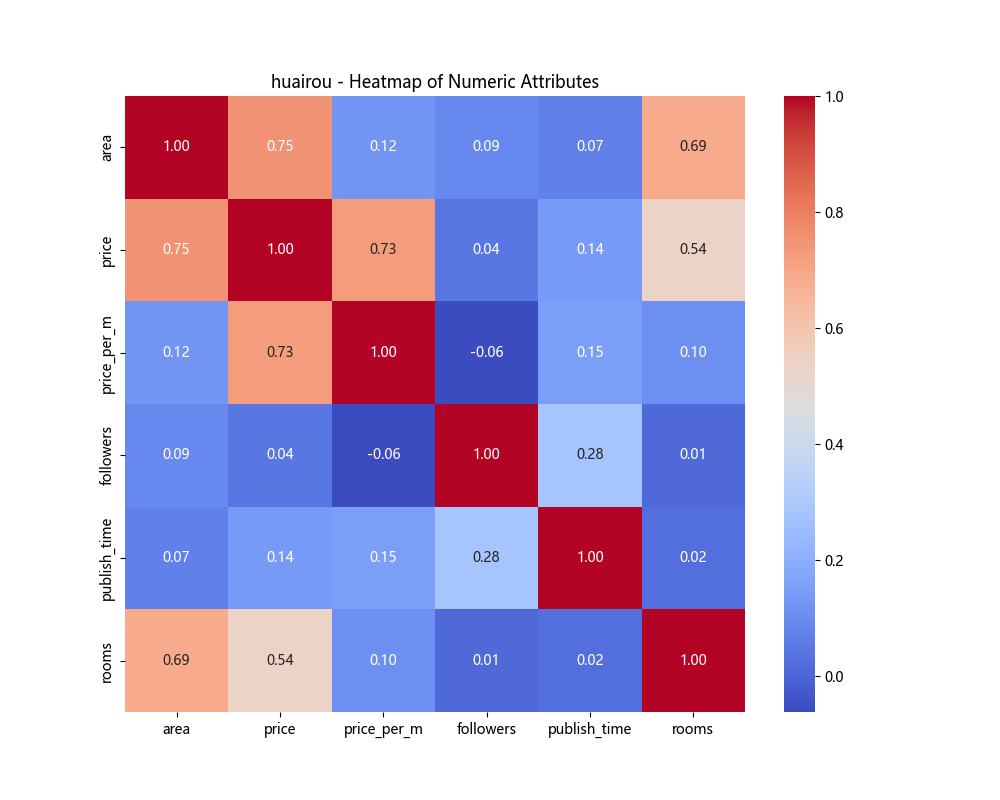 huairou - Heatmap of Numeric Attributes
area 1.00 0.75 0.12 0.09 0.07 0.69
price 0.75 1.00 0.73 0.04 0.14 0.54
price_per_m 0.12 0.73 1.00 -0.06 0.15 0.10
followers 0.09 0.04 -0.06 1.00 0.28 0.01
publish_time 0.07 0.14 0.15 0.28 1.00 0.02
rooms 0.69 0.54 0.10 0.01 0.02 1.00
area price price_per_m followers publish_time rooms
1.0
0.8
0.6
0.4
0.2
0.0